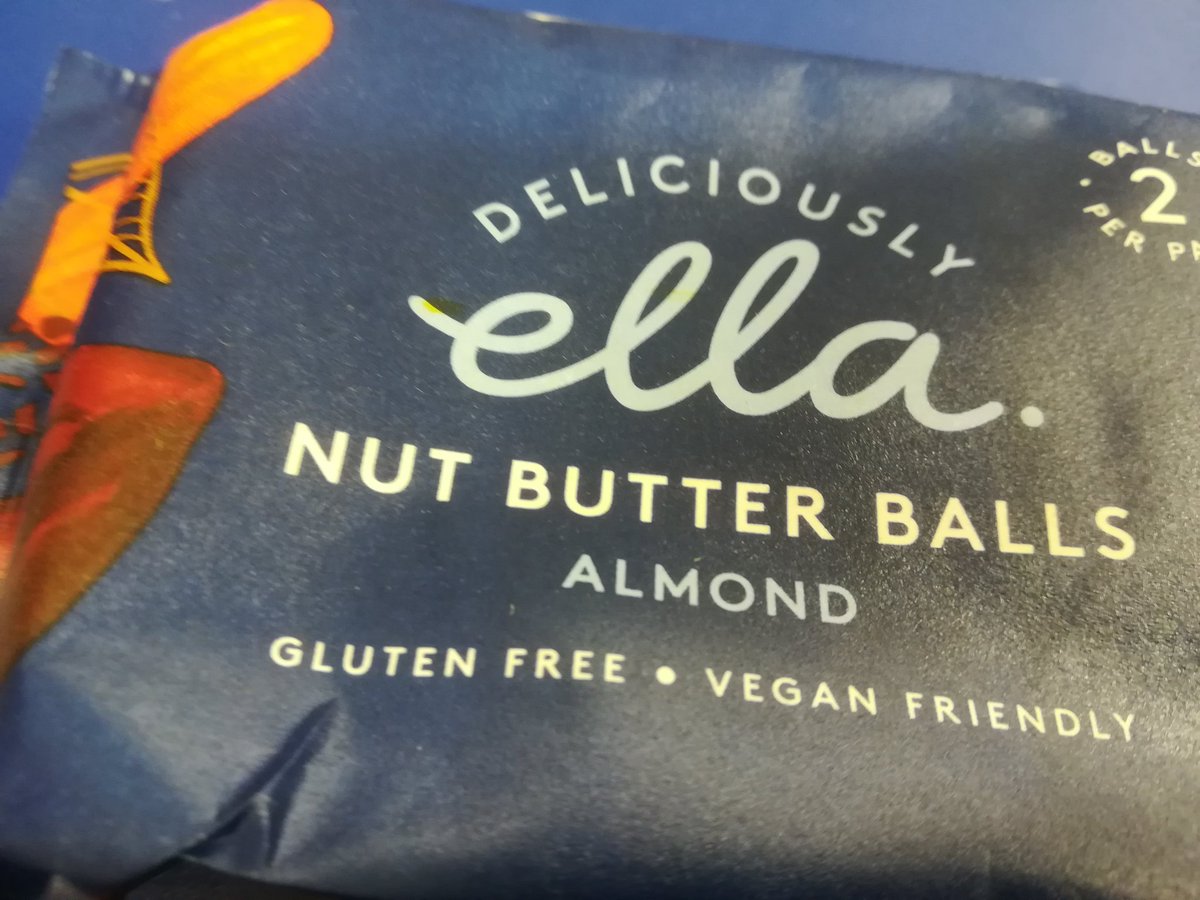 DELICIOUSLY
ella.
NUT BUTTER BALLS
ALMOND
GLUTEN FREE • VEGAN FRIENDLY
BALLS
2
PER